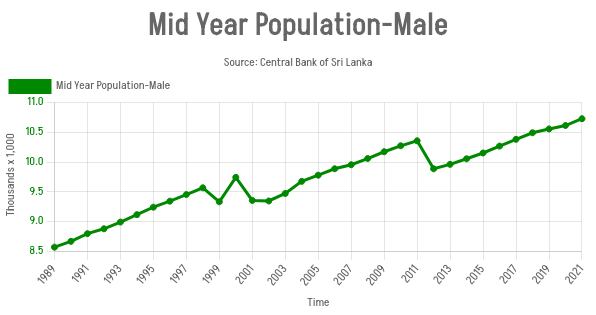 Mid Year Population-Male
Source: Central Bank of Sri Lanka
Mid Year Population-Male
Thousands x 1,000
11.0
10.5
10.0
9.5
9.0
8.5
1989 1991 1993 1995 1997 1999 2001 2003 2005 2007 2009 2011 2013 2015 2017 2019 2021
Time